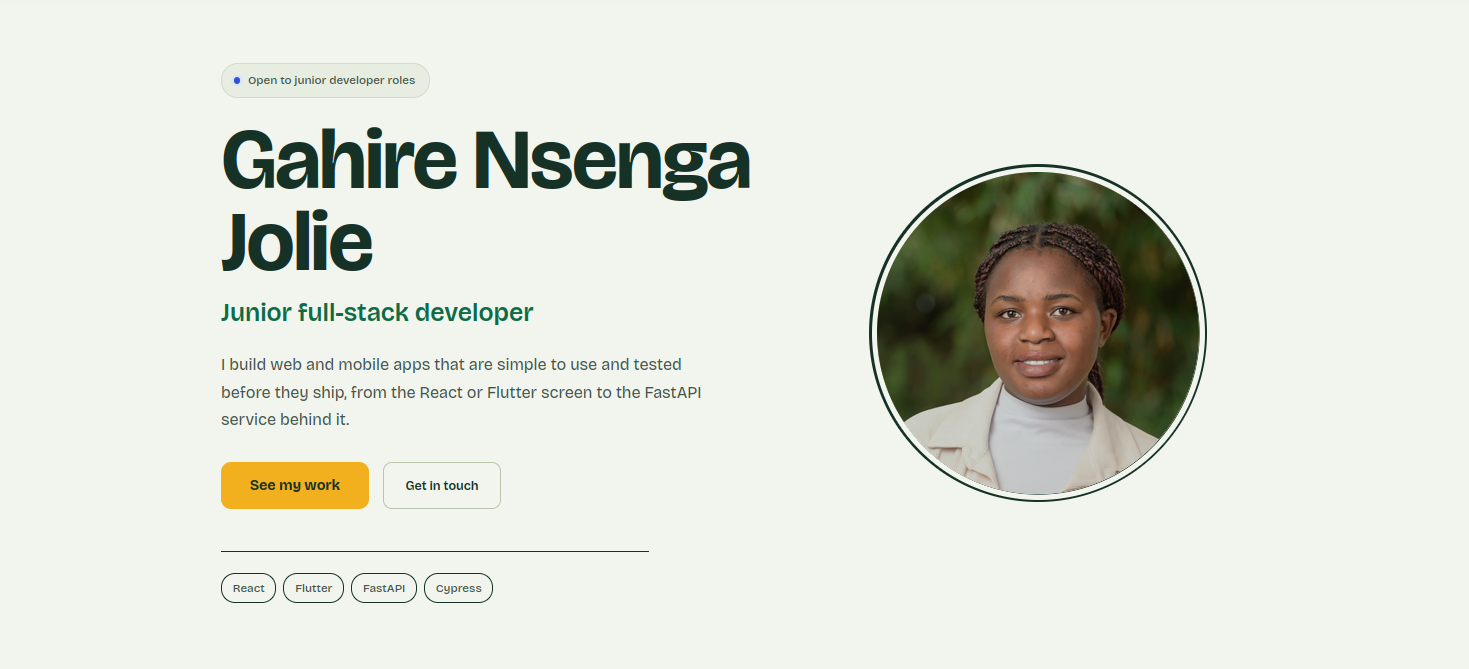 Open to junior developer roles
Gahire Nsenga
Jolie
Junior full-stack developer
I build web and mobile apps that are simple to use and tested
before they ship, from the React or Flutter screen to the FastAPI
service behind it.
See my work
Get in touch
React
Flutter
FastAPI
Cypress